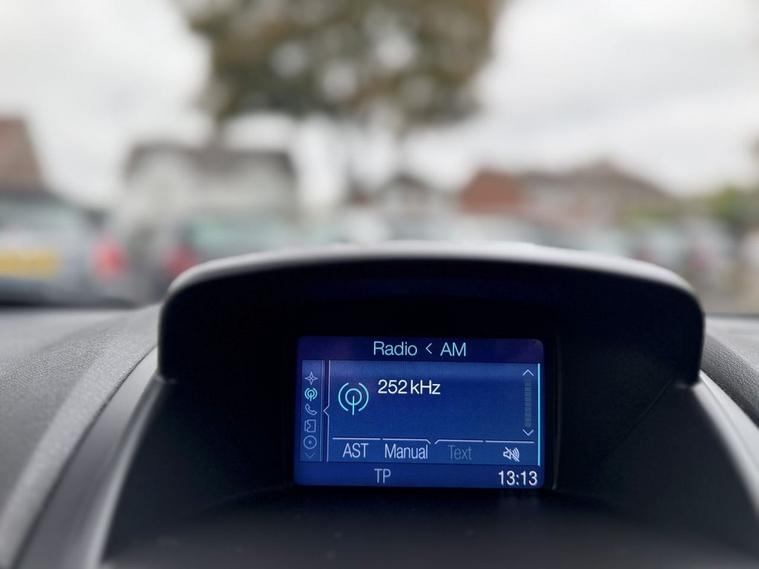 Radio < AM
252 kHz
AST Manual Text
TP 13:13